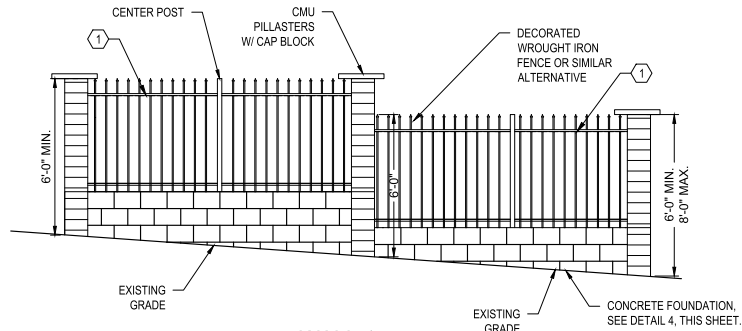 CENTER POST
CMU
PILLASTERS
W/ CAP BLOCK
DECORATED
WROUGHT IRON
FENCE OR SIMILAR
ALTERNATIVE
1
1
6'-0" MIN.
6'-0"
6'-0" MIN.
8'-0" MAX.
EXISTING
GRADE
EXISTING
GRADE
CONCRETE FOUNDATION,
SEE DETAIL 4, THIS SHEET.